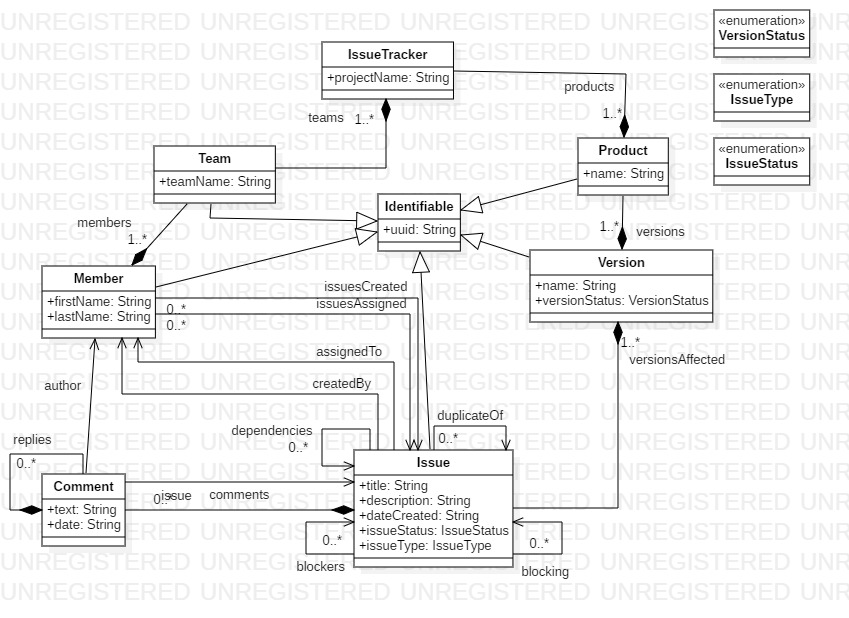 «enumeration»
VersionStatus
IssueTracker
+projectName: String
products
«enumeration»
IssueType
teams
1..*
1..*
Product
+name: String
«enumeration»
IssueStatus
Team
+teamName: String
Identifiable
+uuid: String
members
1..*
1..*
versions
Member
+firstName: String
+lastName: String
Version
+name: String
+versionStatus: VersionStatus
issuesCreated
0..*
issuesAssigned
0..*
1..*
versionsAffected
assignedTo
createdBy
author
duplicateOf
0..*
dependencies
0..*
replies
0..*
Issue
+title: String
+description: String
+dateCreated: String
+issueStatus: IssueStatus
+issueType: IssueType
Comment
+text: String
+date: String
issue
0..*
comments
0..*
blockers
0..*
blocking
UNREGISTERED UNREGISTERED UNREGISTERED UNREGISTERED